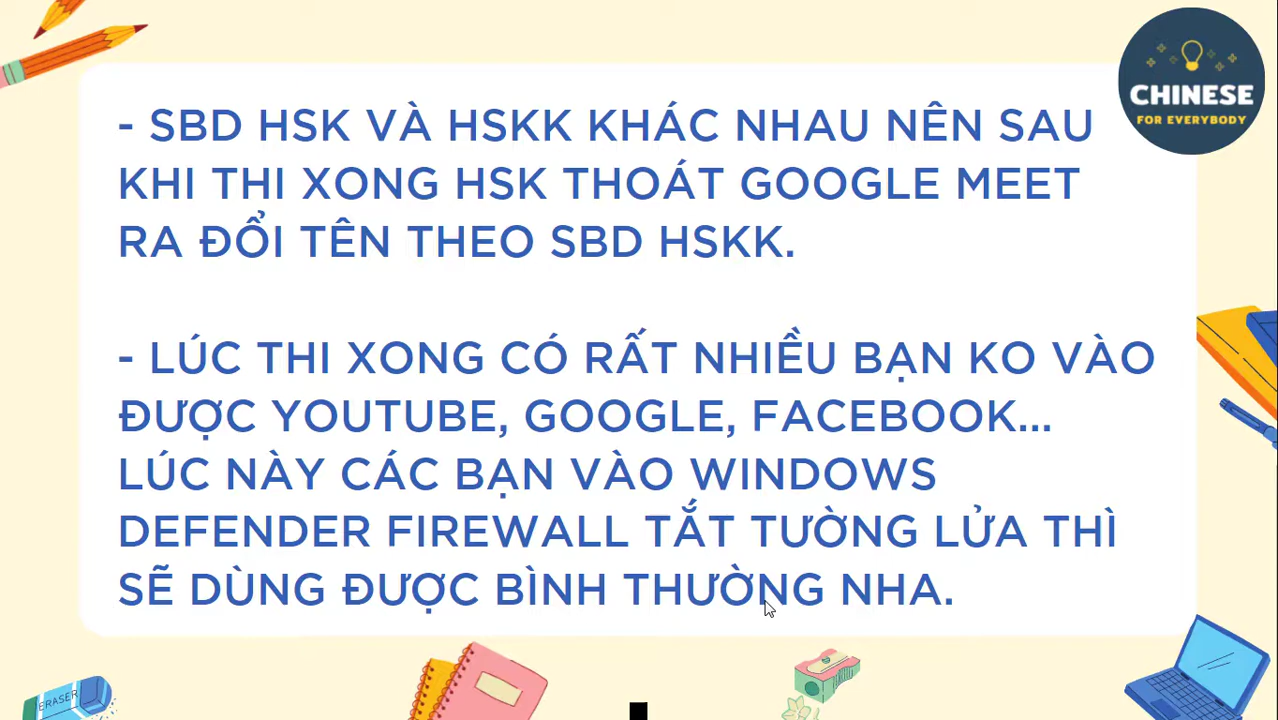 CHINESE
FOR EVERYBODY
- SBD HSK VÀ HSKK KHÁC NHAU NÊN SAU
KHI THI XONG HSK THOÁT GOOGLE MEET
RA ĐỔI TÊN THEO SBD HSKK.
- LÚC THI XONG CÓ RẤT NHIỀU BẠN KO VÀO
ĐƯỢC YOUTUBE, GOOGLE, FACEBOOK...
LÚC NÀY CÁC BẠN VÀO WINDOWS
DEFENDER FIREWALL TẮT TƯỜNG LỬA THÌ
SẼ DÙNG ĐƯỢC BÌNH THƯỜNG NHA.
ERASER